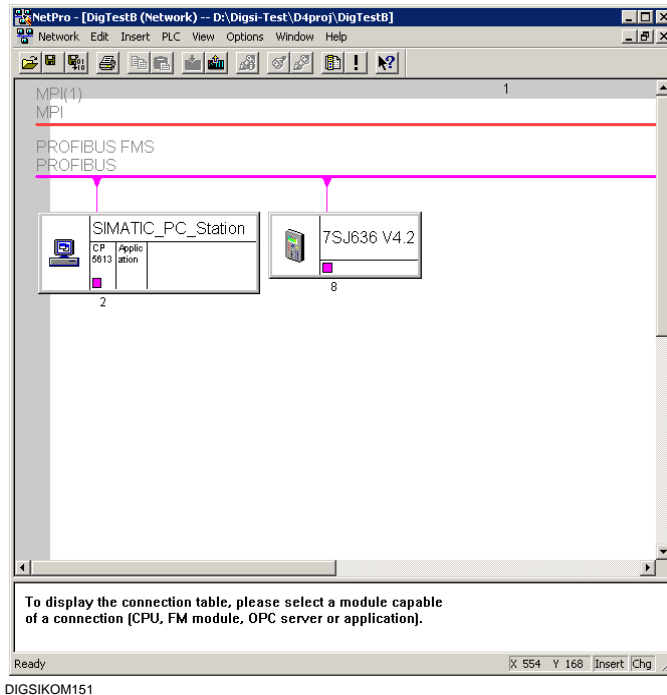 NetPro - [DigTestB (Network) -- D:\Digsi-Test\D4proj\DigTestB]
Network Edit Insert PLC View Options Window Help
1
MPI(1)
MPI
PROFIBUS FMS
PROFIBUS
SIMATIC_PC_Station
CP 5613
Applic ation
2
7SJ636 V4.2
8
To display the connection table, please select a module capable
of a connection (CPU, FM module, OPC server or application).
Ready
X 554 Y 168 Insert Chg
DIGSIKOM151